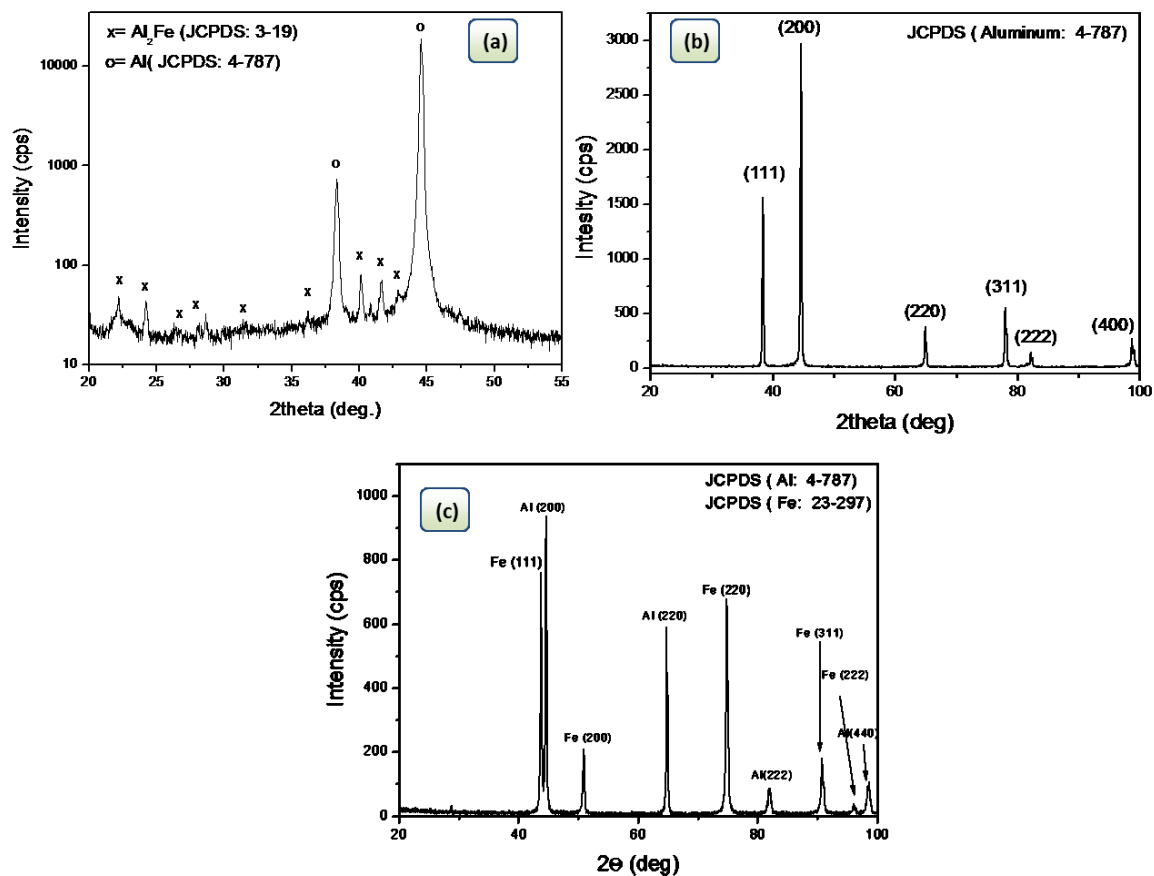 x= Al2Fe (JCPDS: 3-19)
o= Al( JCPDS: 4-787)
(a)
o
o
x
x
x
x
x
x
x
x
x
10000
1000
100
10
20
25
30
35
40
45
50
55
Intensity (cps)
2theta (deg.)
(b)
JCPDS ( Aluminum: 4-787)
(200)
(111)
(220)
(311)
(222)
(400)
3000
2500
2000
1500
1000
500
0
20
40
60
80
100
Intesity (cps)
2theta (deg)
(c)
JCPDS ( Al: 4-787)
JCPDS ( Fe: 23-297)
Al (200)
Fe (111)
Fe (200)
Al (220)
Fe (220)
Al(222)
Fe (311)
Fe (222)
Al(440)
1000
800
600
400
200
0
20
40
60
80
100
Intensity (cps)
2Θ (deg)